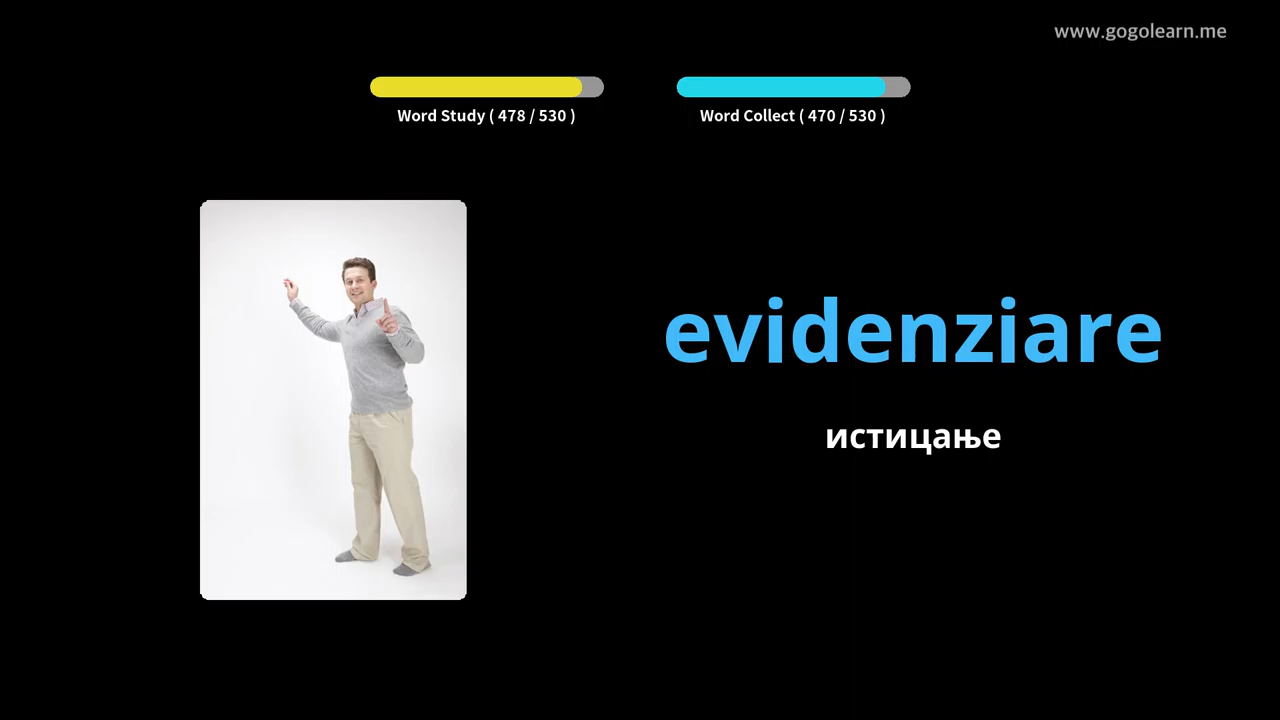 www.gogolearn.me
Word Study ( 478 / 530 )
Word Collect ( 470 / 530 )
evidenziare
истицање